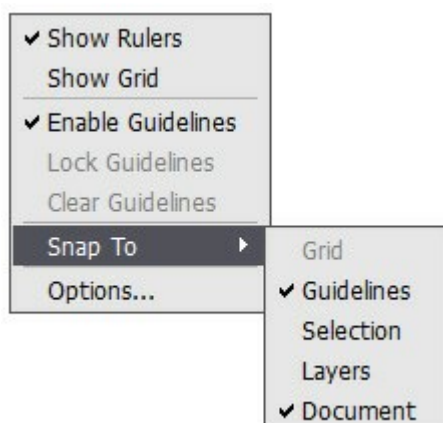 Show Rulers
Show Grid
Enable Guidelines
Lock Guidelines
Clear Guidelines
Snap To
Options...
Grid
Guidelines
Selection
Layers
Document